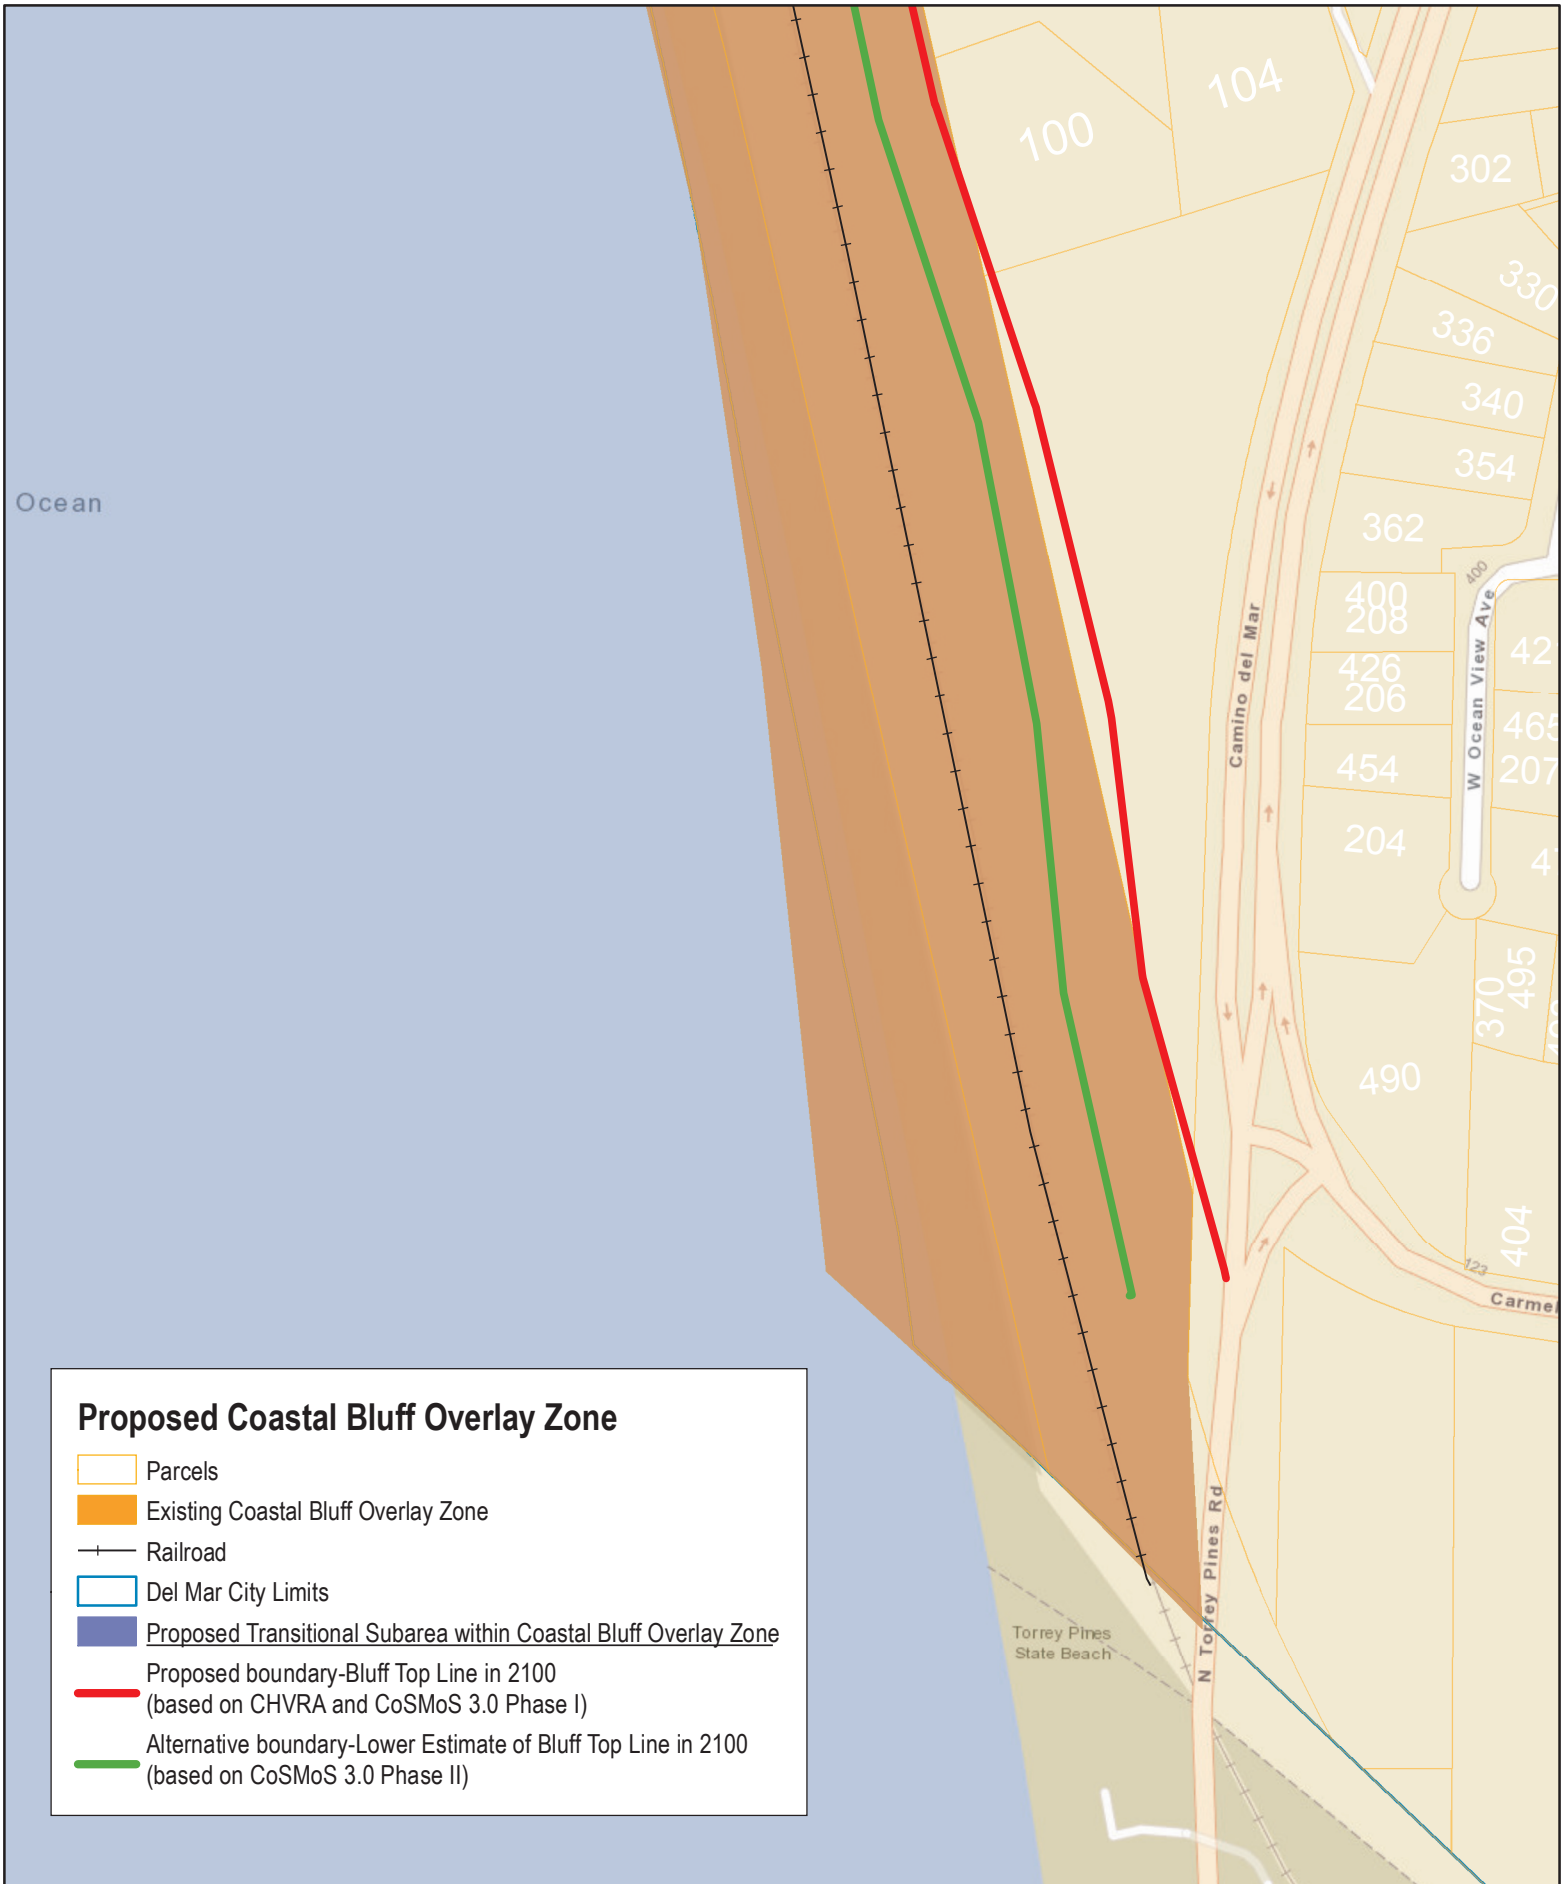 104
100
302
330
336
340
354
Ocean
362
400
400
208
426
206
42
Camino del Mar
W Ocean View Ave
465
207
454
204
47
495
370
490
404
123
Carmel
Proposed Coastal Bluff Overlay Zone
Parcels
Existing Coastal Bluff Overlay Zone
Railroad
Del Mar City Limits
Proposed Transitional Subarea within Coastal Bluff Overlay Zone
Proposed boundary-Bluff Top Line in 2100
(based on CHVRA and CoSMoS 3.0 Phase I)
Alternative boundary-Lower Estimate of Bluff Top Line in 2100
(based on CoSMoS 3.0 Phase II)
N Torrey Pines Rd
Torrey Pines
State Beach